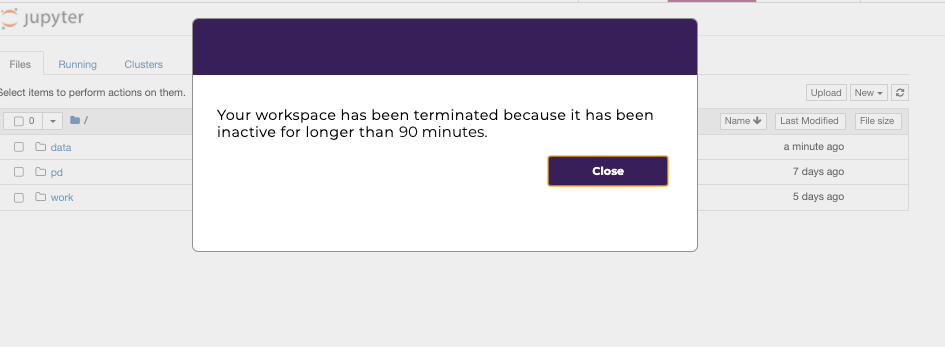 jupyter
Files Running Clusters
Select items to perform actions on them.
Upload New
0 /
Name Last Modified File size
data a minute ago
pd 7 days ago
work 5 days ago
Your workspace has been terminated because it has been
inactive for longer than 90 minutes.
Close